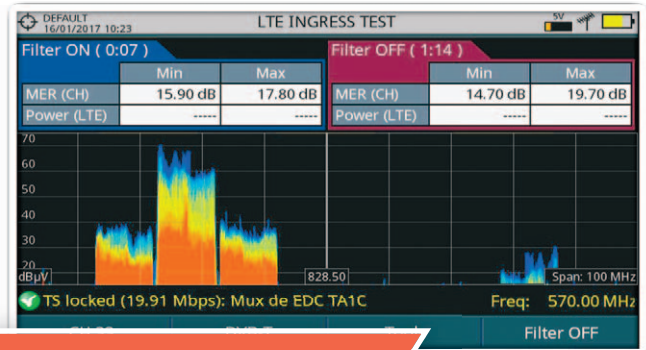 DEFAULT
16/01/2017 10:23
LTE INGRESS TEST
5V
Filter ON ( 0:07 )
Min Max
MER (CH) 15.90 dB 17.80 dB
Power (LTE) ----- -----
Filter OFF ( 1:14 )
Min Max
MER (CH) 14.70 dB 19.70 dB
Power (LTE) ----- -----
70
60
50
40
30
20
dBµV 828.50 Span: 100 MHz
TS locked (19.91 Mbps): Mux de EDC TA1C Freq: 570.00 MHz
Filter OFF